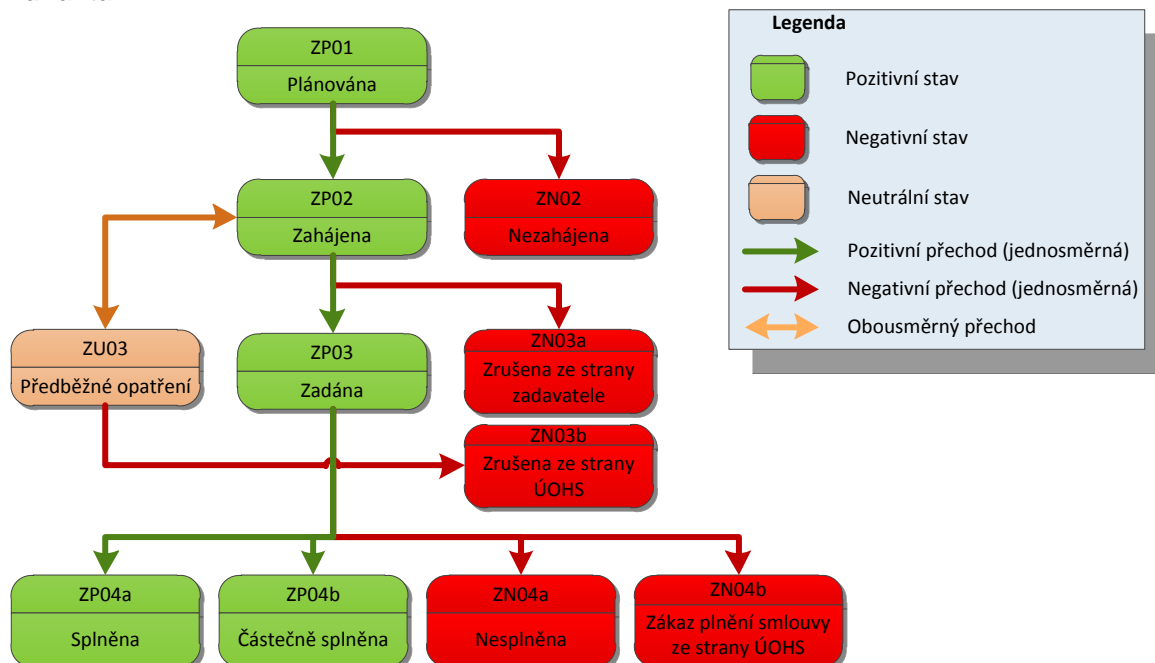 Legenda
Pozitivní stav
Negativní stav
Neutrální stav
Pozitivní přechod (jednosměrná)
Negativní přechod (jednosměrná)
Obousměrný přechod
ZP01
Plánována
ZP02
Zahájena
ZN02
Nezahájena
ZU03
Předběžné opatření
ZP03
Zadána
ZN03a
Zrušena ze strany
zadavatele
ZN03b
Zrušena ze strany
ÚOHS
ZP04a
Splněna
ZP04b
Částečně splněna
ZN04a
Nesplněna
ZN04b
Zákaz plnění smlouvy
ze strany ÚOHS